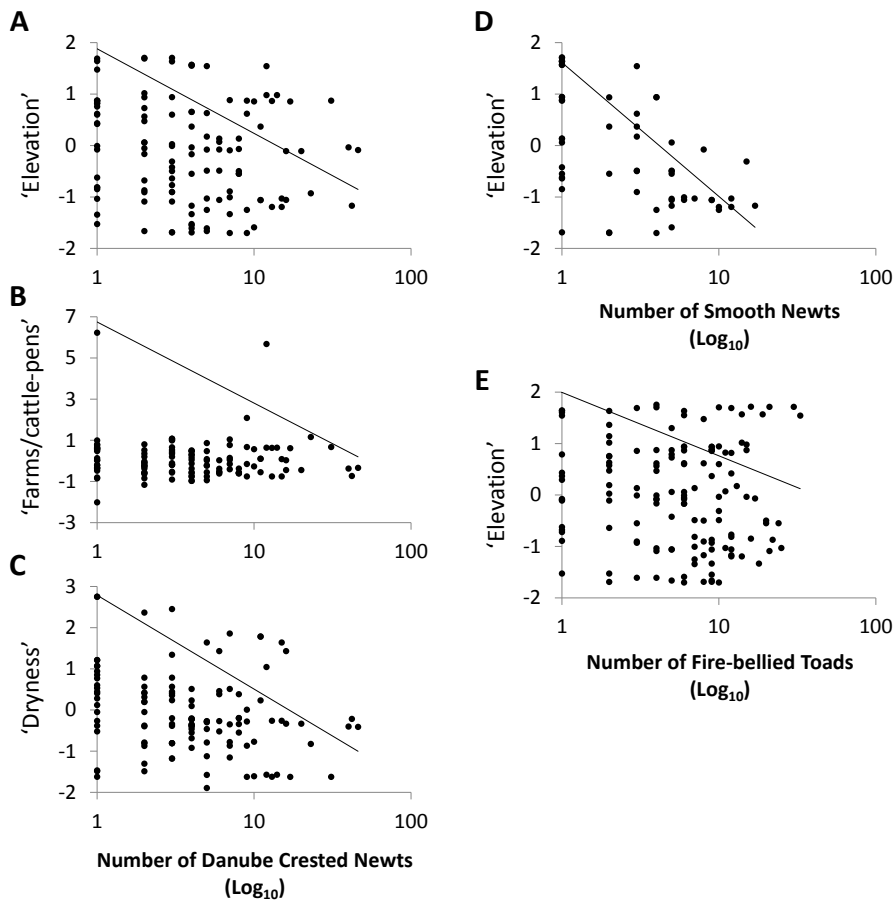 A
2
1
0
-1
-2
‘Elevation’
1
10
100
B
7
5
3
1
-1
-3
‘Farms/cattle-pens’
1
10
100
C
3
2
1
0
-1
-2
‘Dryness’
1
10
100
Number of Danube Crested Newts
(Log10)
D
2
1
0
-1
-2
‘Elevation’
1
10
100
Number of Smooth Newts
(Log10)
E
2
1
0
-1
-2
‘Elevation’
1
10
100
Number of Fire-bellied Toads
(Log10)